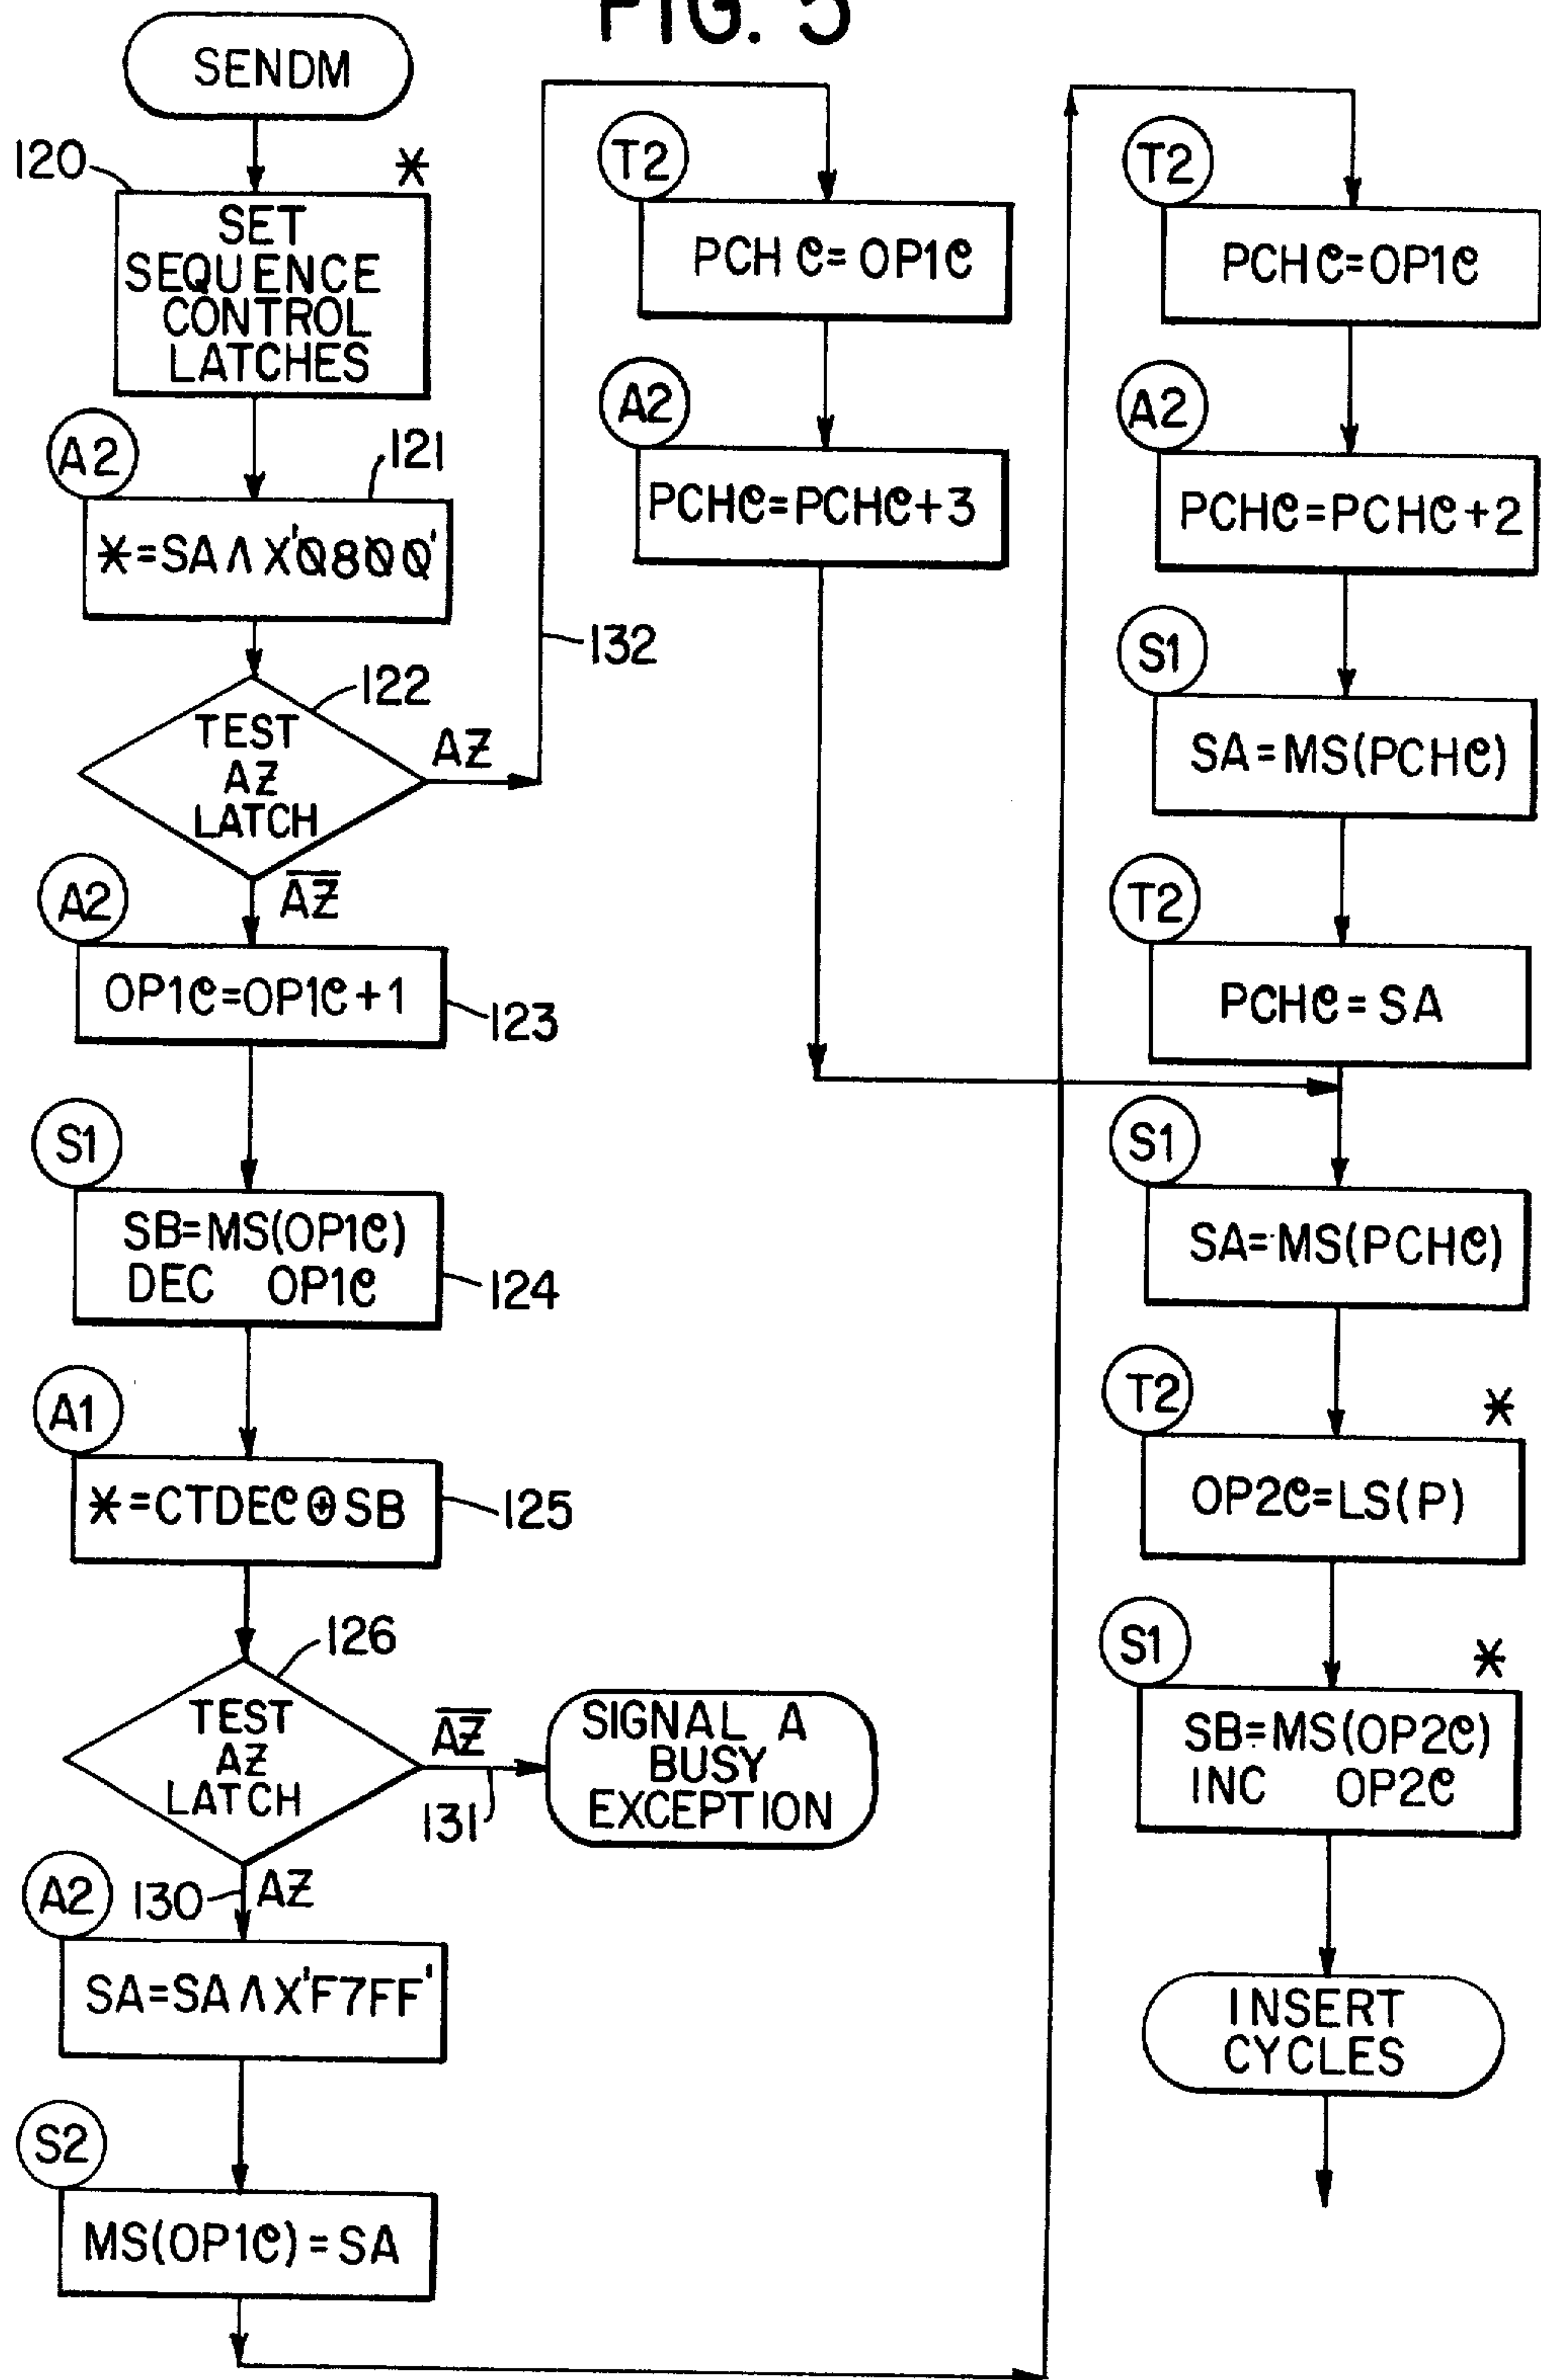 FIG. 5
SENDM
120
*
SET
SEQUENCE
CONTROL
LATCHES
A2
121
*=SA Λ X'0800'
122
TEST
AZ
LATCH
AZ
132
A̅Z̅
A2
OP1C=OP1C+1
123
S1
SB=MS(OP1C)
DEC OP1C
124
A1
*=CTDEC⊕SB
125
126
TEST
AZ
LATCH
A̅Z̅
131
SIGNAL A
BUSY
EXCEPTION
130
AZ
A2
SA=SA Λ X'F7FF'
S2
MS(OP1C)=SA
T2
PCH C=OP1C
A2
PCHC=PCHC+3
T2
PCHC=OP1C
A2
PCHC=PCHC+2
S1
SA=MS(PCHC)
T2
PCHC=SA
S1
SA=MS(PCHC)
T2
*
OP2C=LS(P)
S1
*
SB=MS(OP2C)
INC OP2C
INSERT
CYCLES